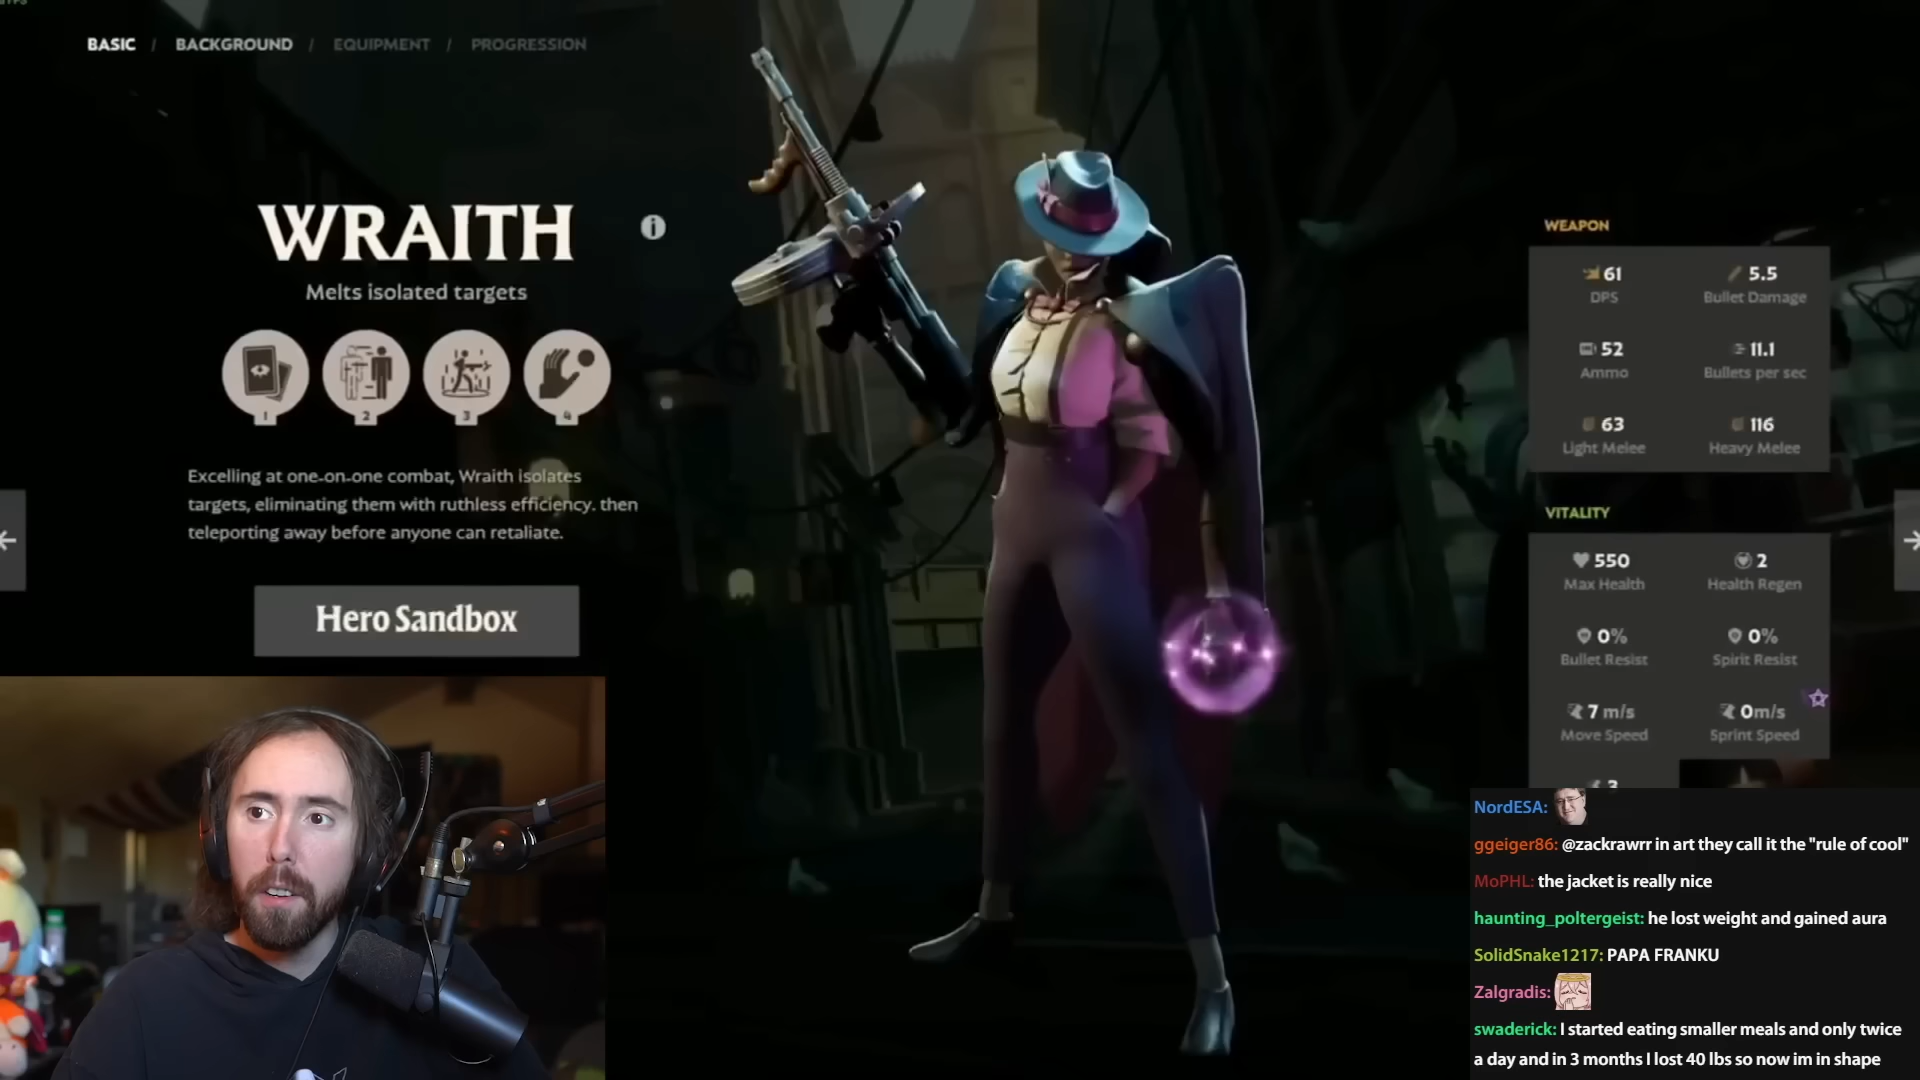 BASIC / BACKGROUND / EQUIPMENT / PROGRESSION
WRAITH
i
Melts isolated targets
1 2 3 4
Excelling at one-on-one combat, Wraith isolates
targets, eliminating them with ruthless efficiency. then
teleporting away before anyone can retaliate.
Hero Sandbox
WEAPON
61 5.5
DPS Bullet Damage
52 11.1
Ammo Bullets per sec
63 116
Light Melee Heavy Melee
VITALITY
550 2
Max Health Health Regen
0% 0%
Bullet Resist Spirit Resist
7 m/s 0m/s
Move Speed Sprint Speed
3
NordESA:
ggeiger86: @zackrawrr in art they call it the "rule of cool"
MoPHL: the jacket is really nice
haunting_poltergeist: he lost weight and gained aura
SolidSnake1217: PAPA FRANKU
Zalgradis:
swaderick: I started eating smaller meals and only twice
a day and in 3 months I lost 40 lbs so now im in shape